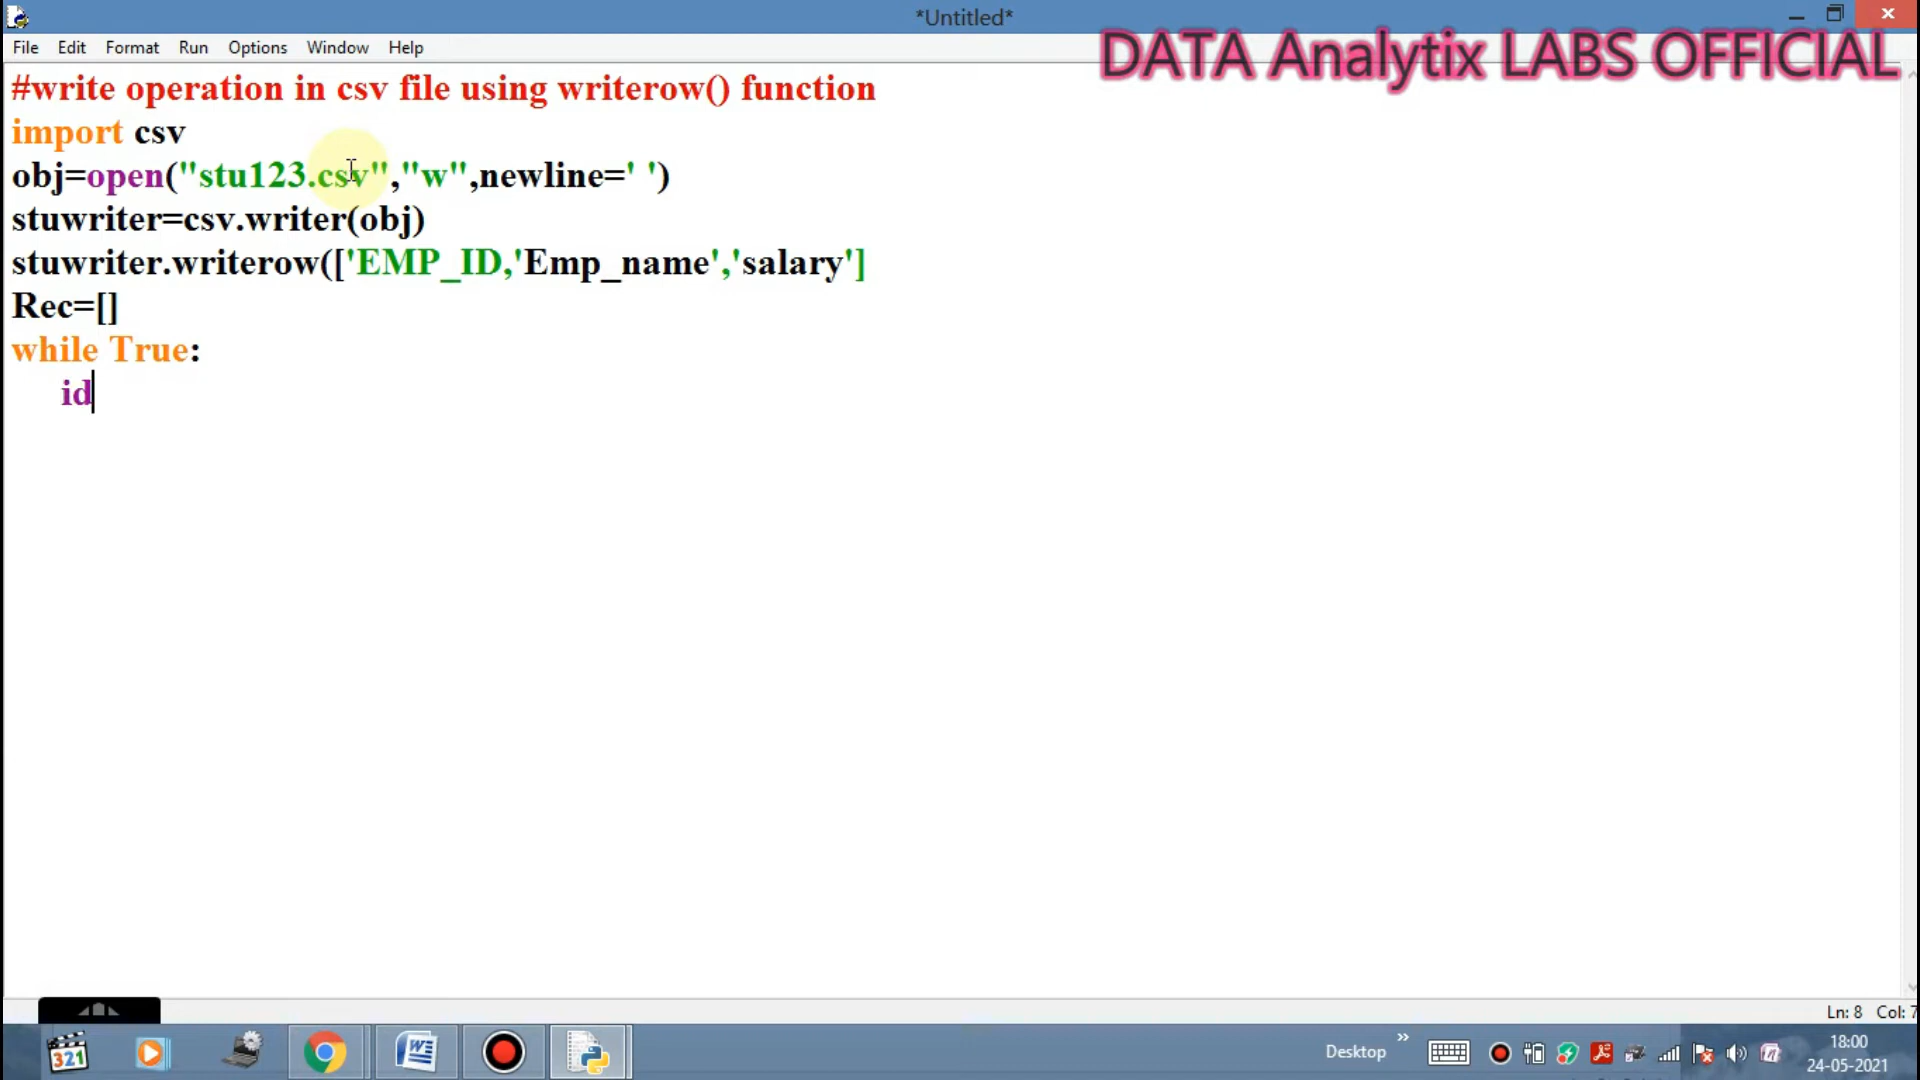 *Untitled*
File Edit Format Run Options Window Help
DATA Analytix LABS OFFICIAL
#write operation in csv file using writerow() function
import csv
obj=open("stu123.csv","w",newline=' ')
stuwriter=csv.writer(obj)
stuwriter.writerow(['EMP_ID,'Emp_name','salary']
Rec=[]
while True:
id
Ln: 8 Col: 7
321
Desktop
18:00
24-05-2021